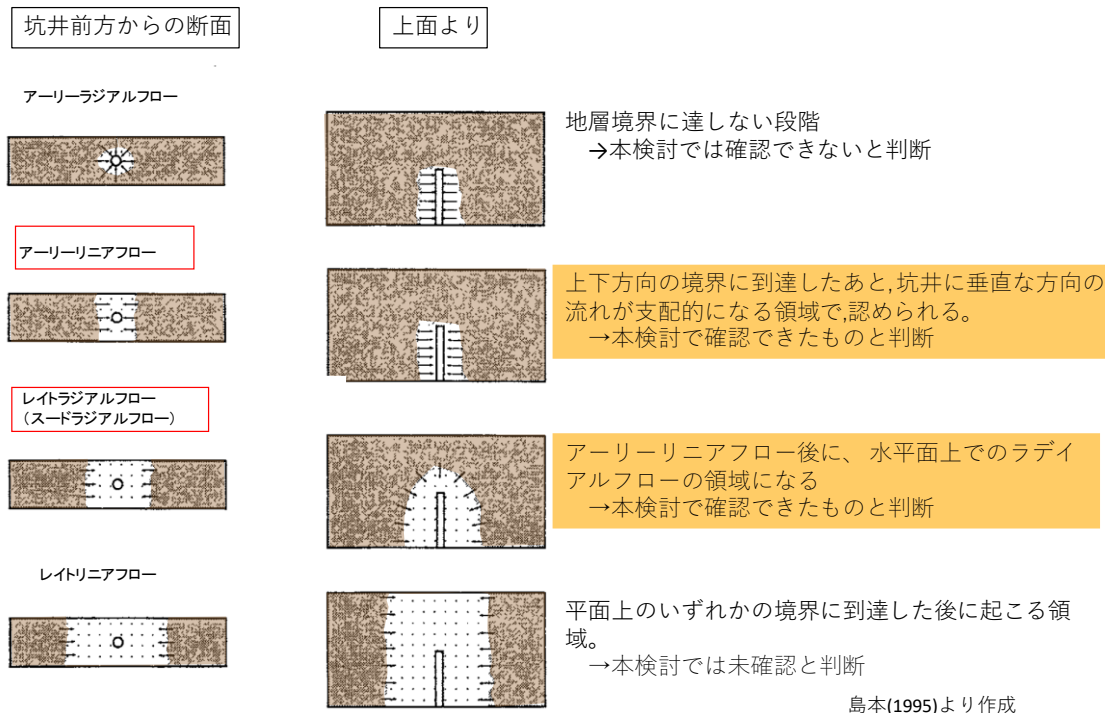 坑井前方からの断面
上面より
アーリーラジアルフロー
地層境界に達しない段階
→本検討では確認できないと判断
アーリーリニアフロー
上下方向の境界に到達したあと,坑井に垂直な方向の
流れが支配的になる領域で,認められる。
→本検討で確認できたものと判断
レイトラジアルフロー
（スードラジアルフロー）
アーリーリニアフロー後に、 水平面上でのラデイ
アルフローの領域になる
→本検討で確認できたものと判断
レイトリニアフロー
平面上のいずれかの境界に到達した後に起こる領
域。
→本検討では未確認と判断
島本(1995)より作成